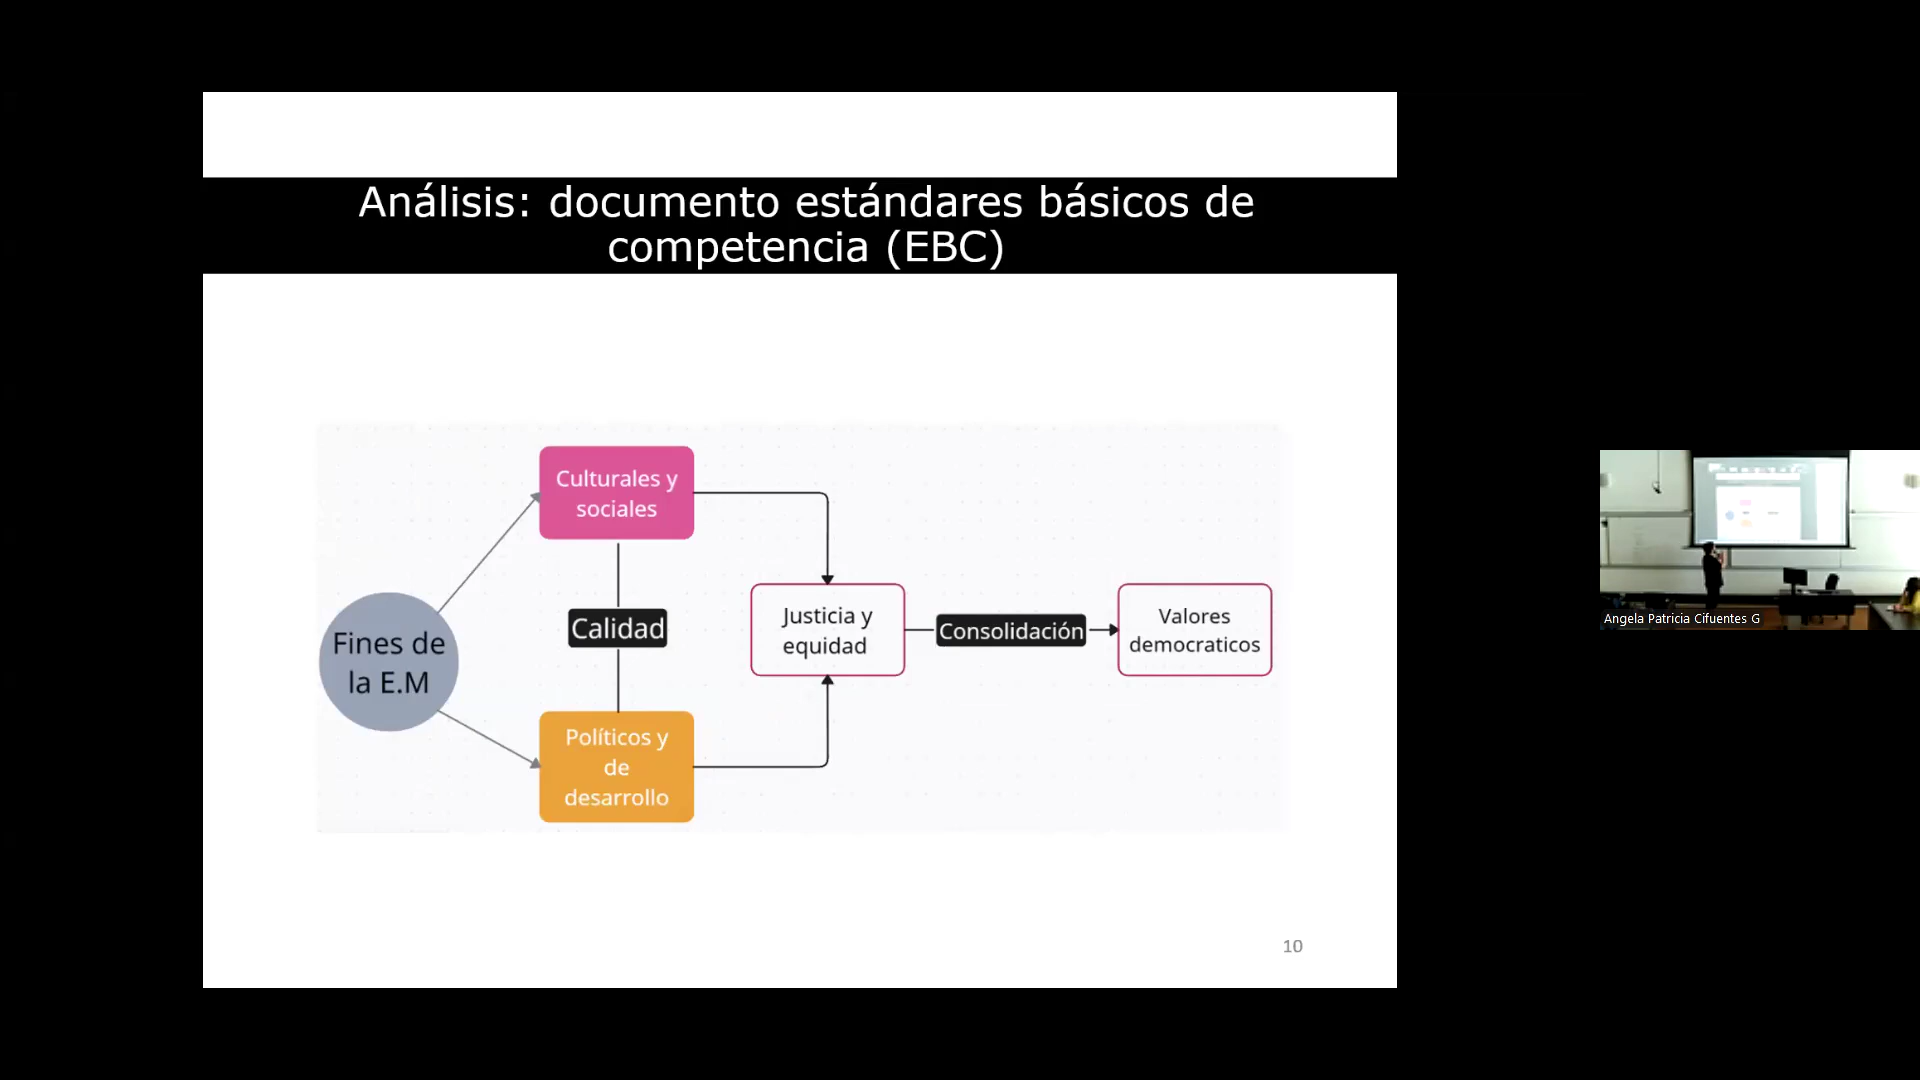 Análisis: documento estándares básicos de
competencia (EBC)
Culturales y
sociales
Fines de
la E.M
Calidad
Políticos y
de
desarrollo
Justicia y
equidad
Consolidación
Valores
democraticos
10
Angela Patricia Cifuentes G